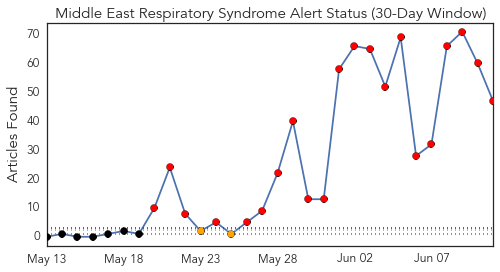 Middle East Respiratory Syndrome Alert Status (30-Day Window)
Articles Found
70
60
50
40
30
20
10
0
May 13 May 18 May 23 May 28 Jun 02 Jun 07